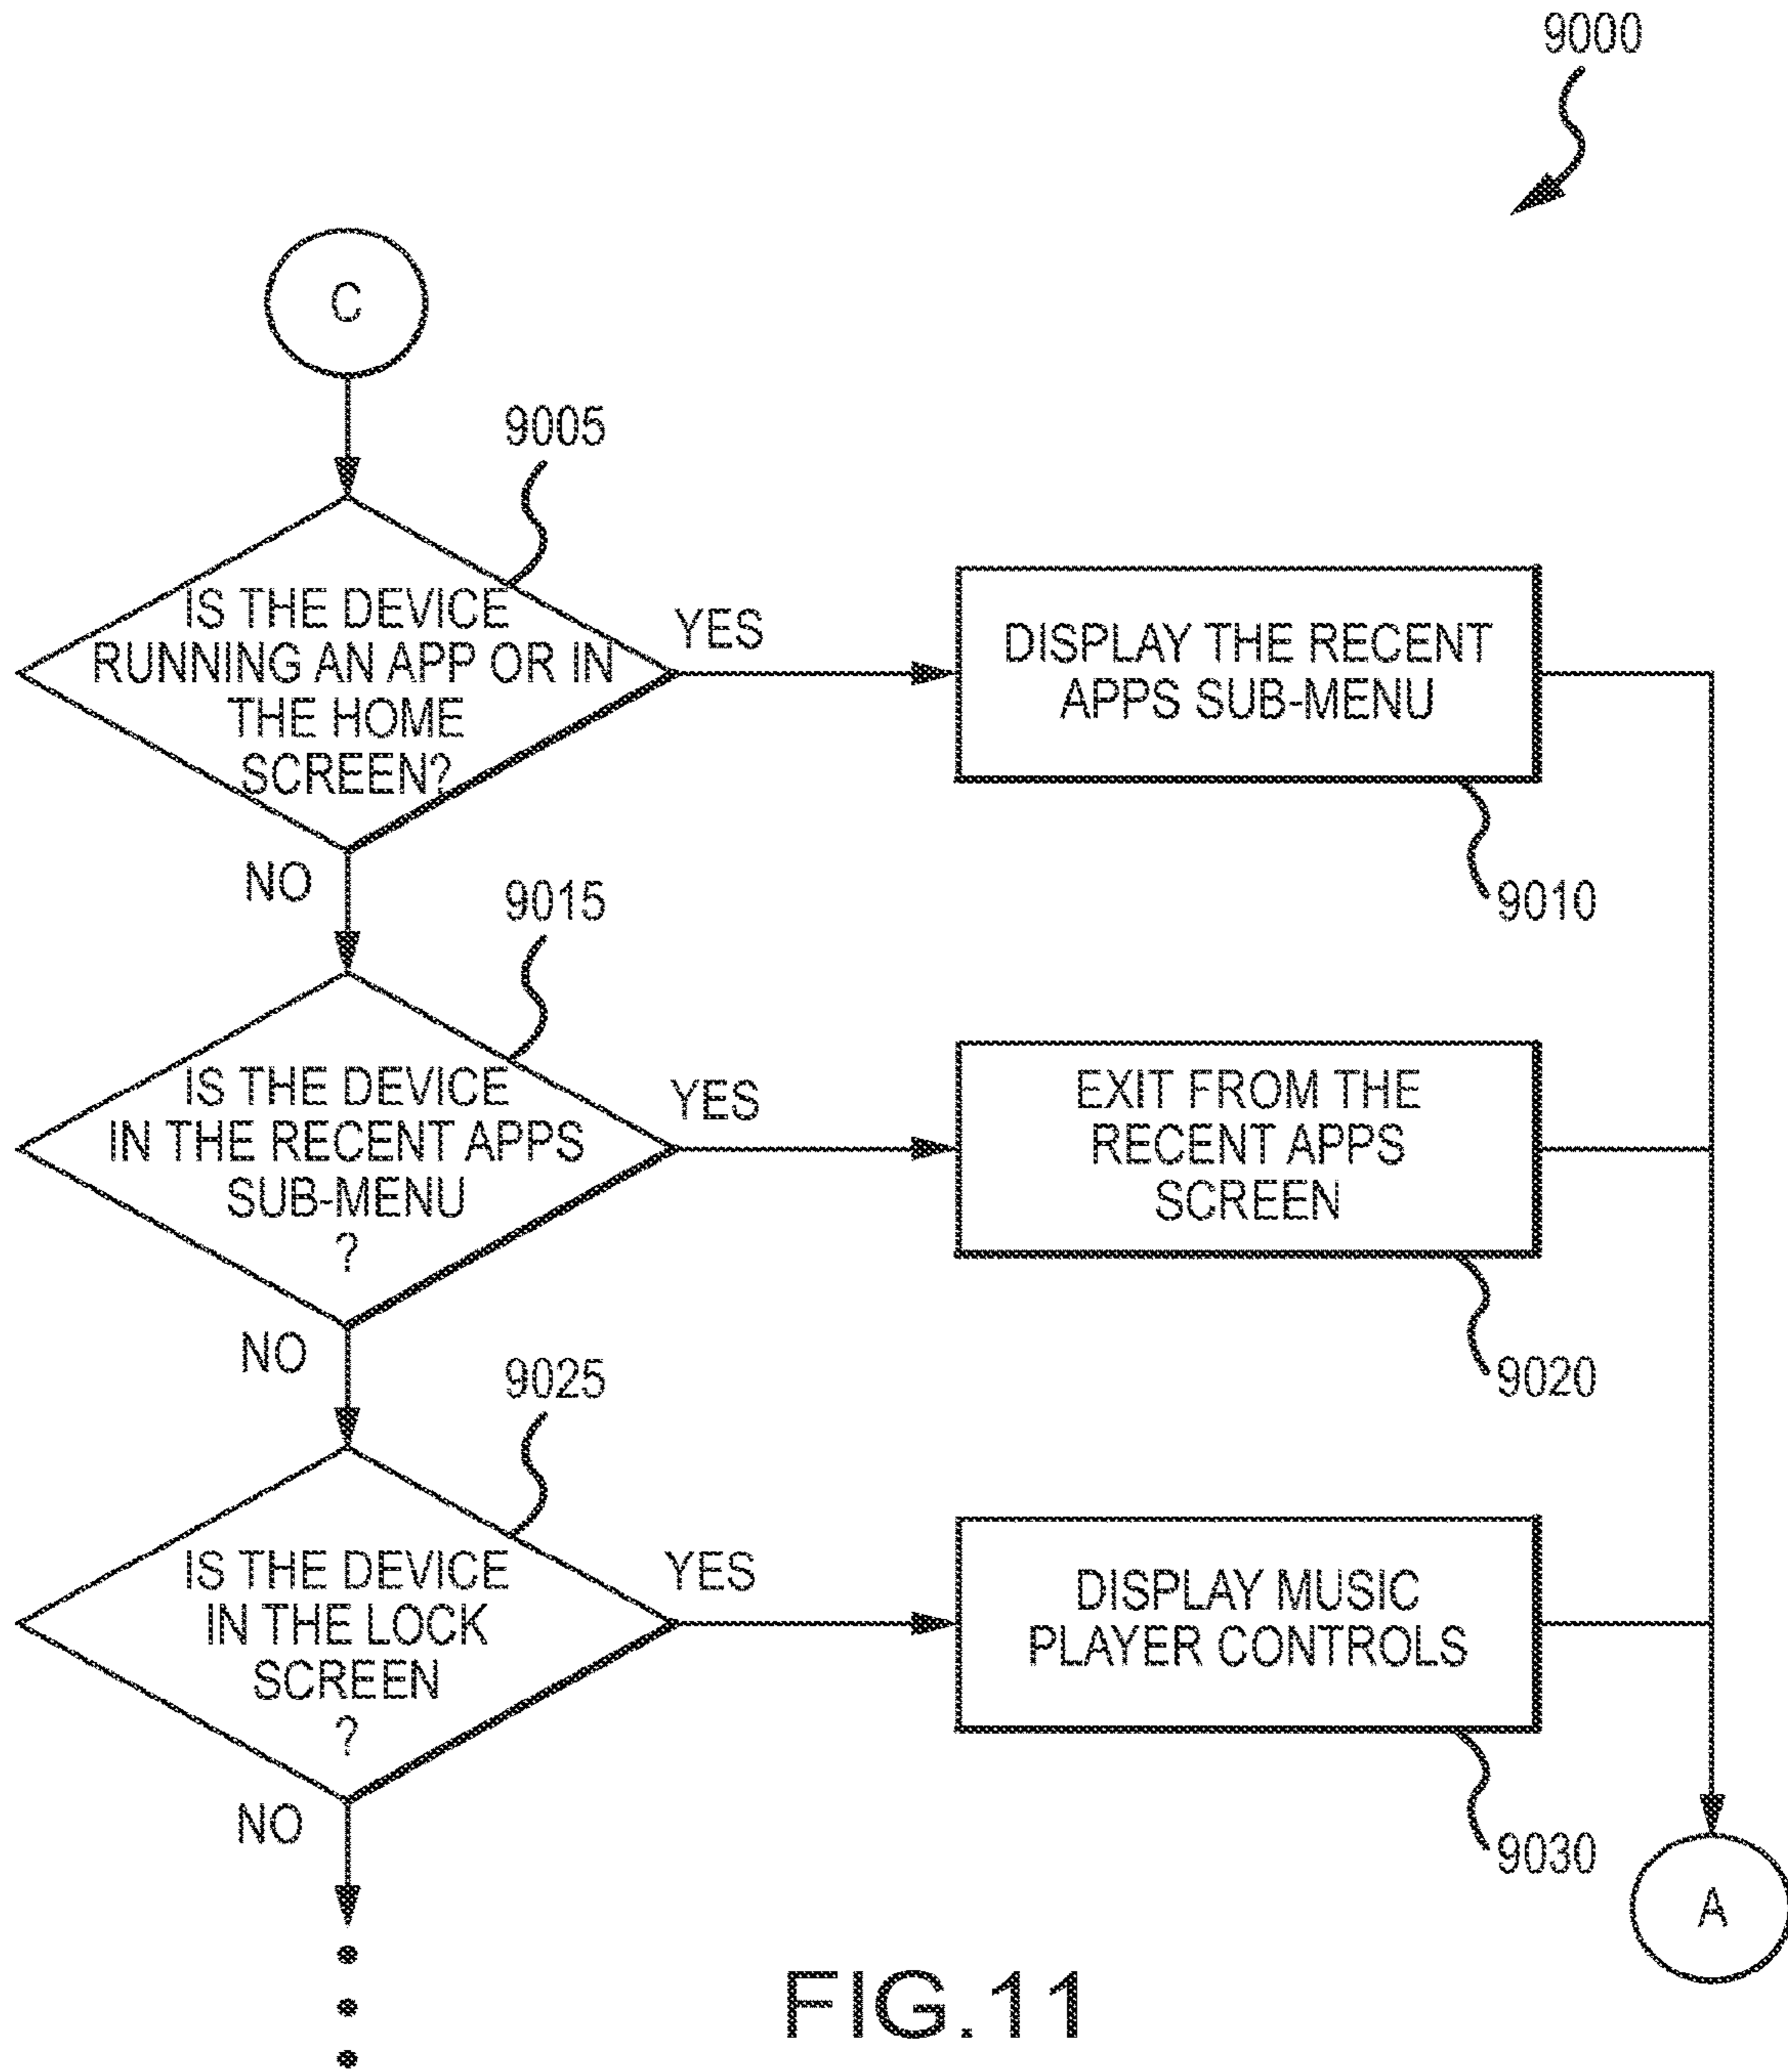 9000
C
9005
IS THE DEVICE
RUNNING AN APP OR IN
THE HOME
SCREEN?
YES
DISPLAY THE RECENT
APPS SUB-MENU
9010
NO
9015
IS THE DEVICE
IN THE RECENT APPS
SUB-MENU
?
YES
EXIT FROM THE
RECENT APPS
SCREEN
9020
NO
9025
IS THE DEVICE
IN THE LOCK
SCREEN
?
YES
DISPLAY MUSIC
PLAYER CONTROLS
9030
NO
A
FIG.11